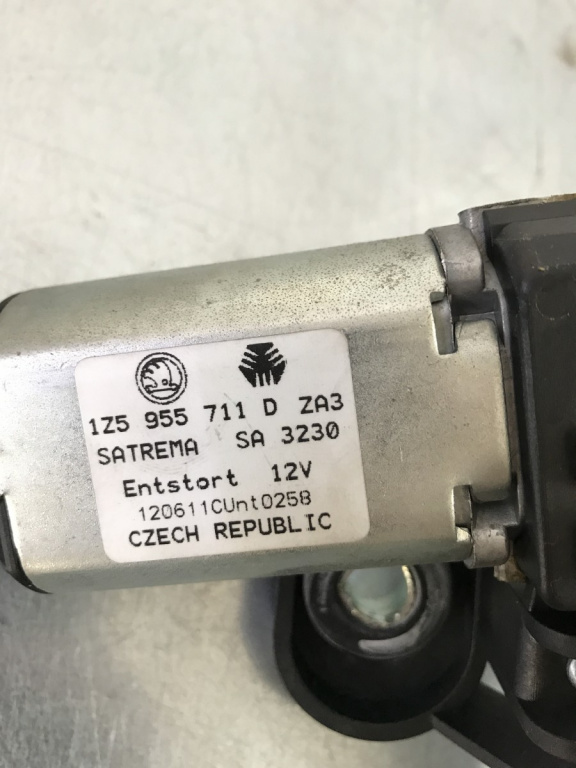 1Z5 955 711 D ZA3
SATREMA SA 3230
Entstort 12V
120611CUnt0258
CZECH REPUBLIC